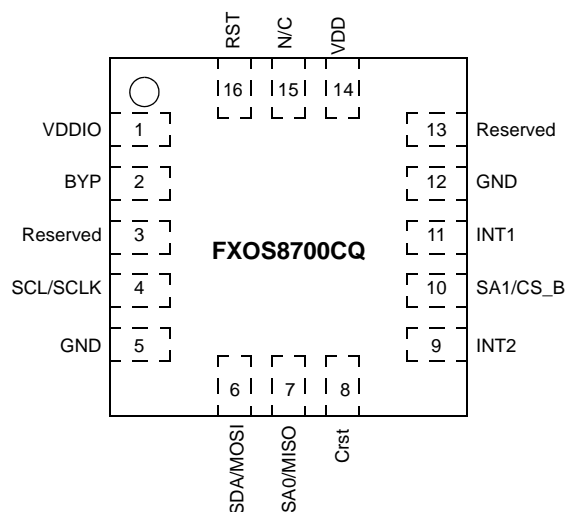 RST
N/C
VDD
16
15
14
VDDIO 1
13 Reserved
BYP 2
12 GND
Reserved 3
11 INT1
FXOS8700CQ
SCL/SCLK 4
10 SA1/CS_B
GND 5
9 INT2
6
7
8
SDA/MOSI
SA0/MISO
Crst